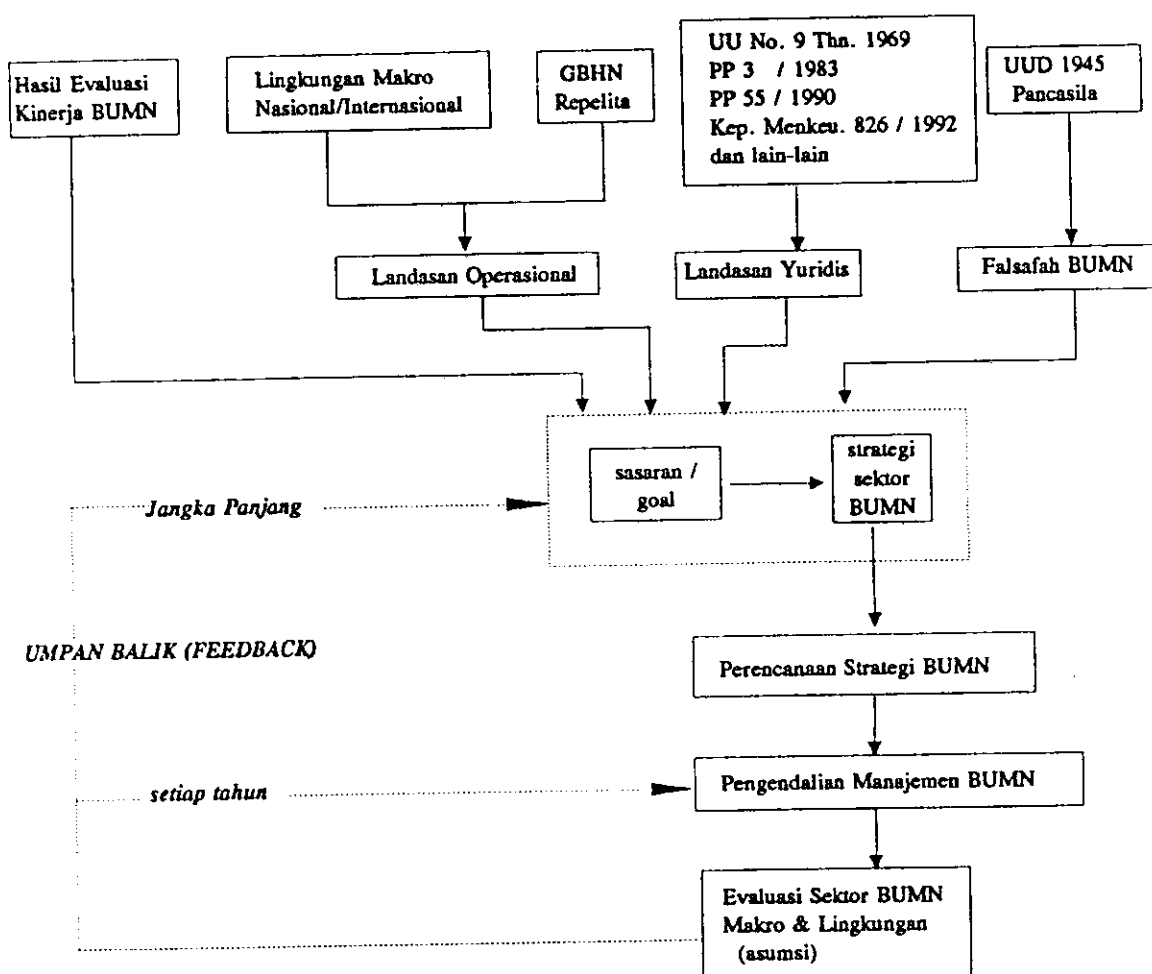 Hasil Evaluasi
Kinerja BUMN
Lingkungan Makro
Nasional/Internasional
GBHN
Repelita
UU No. 9 Thn. 1969
PP 3 / 1983
PP 55 / 1990
Kep. Menkeu. 826 / 1992
dan lain-lain
UUD 1945
Pancasila
Landasan Operasional
Landasan Yuridis
Falsafah BUMN
sasaran /
goal
strategi
sektor
BUMN
Jangka Panjang
UMPAN BALIK (FEEDBACK)
Perencanaan Strategi BUMN
setiap tahun
Pengendalian Manajemen BUMN
Evaluasi Sektor BUMN
Makro & Lingkungan
(asumsi)